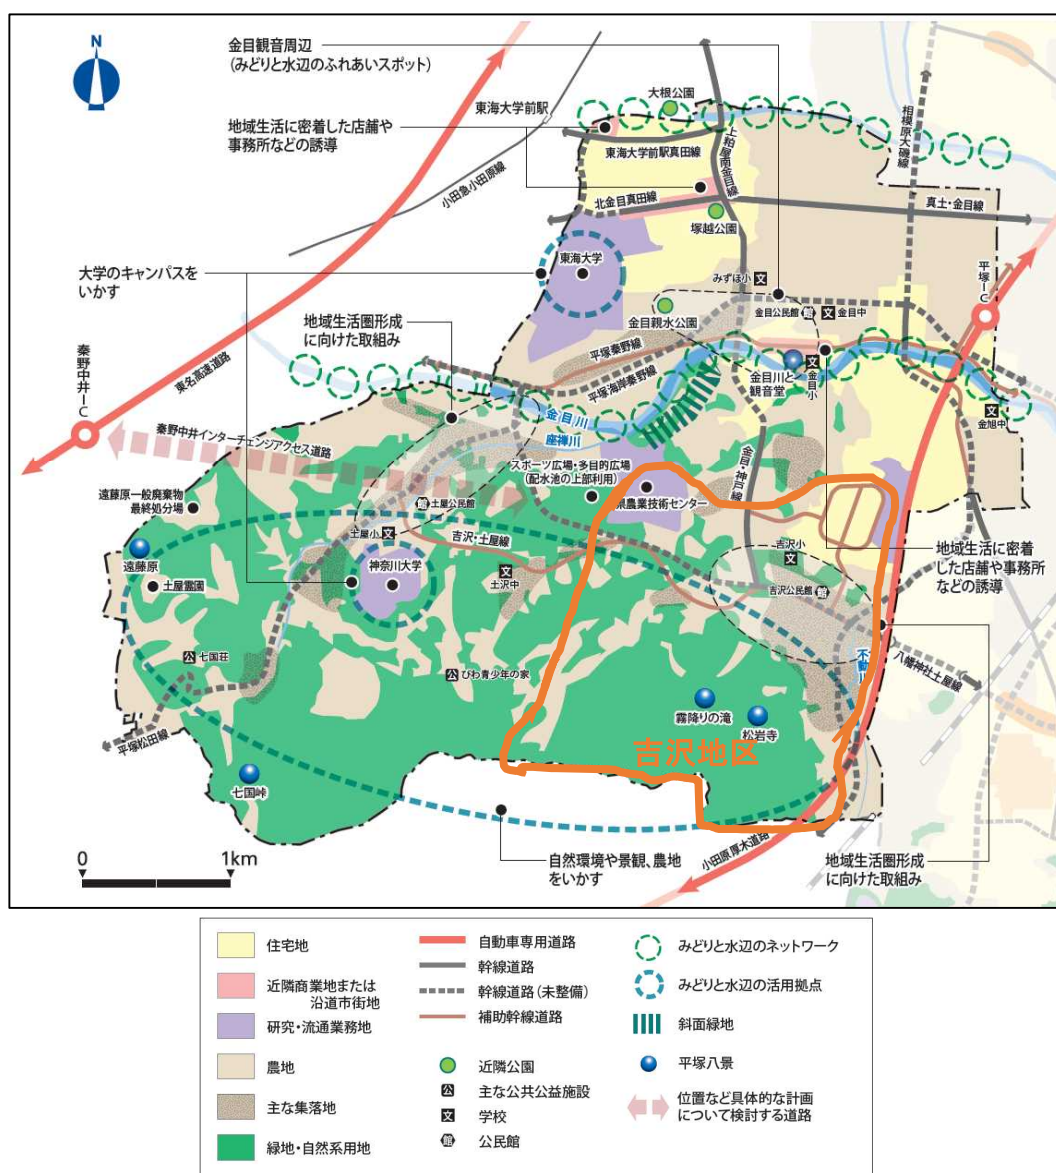 N
金目観音周辺
(みどりと水辺のふれあいスポット)
大根公園
東海大学前駅
地域生活に密着した店舗や
事務所などの誘導
東海大学前駅真田線
上粕屋南金目線
相模原大磯線
小田急小田原線
北金目真田線
真土・金目線
塚越公園
東海大学
大学のキャンパスを
いかす
みずほ小 文
平塚IC
金目公民館 館
文 金目中
金目親水公園
地域生活圏形成
に向けた取組み
平塚秦野線
秦野中井IC
東名高速道路
平塚海岸秦野線
金目川と
観音堂
文 金目小
文
金旭中
金目川
座禅川
秦野中井インターチェンジアクセス道路
スポーツ広場・多目的広場
(配水池の上部利用)
金目・神戸線
遠藤原一般廃棄物
最終処分場
館 土屋公民館
県農業技術センター
土屋小 文
吉沢・土屋線
吉沢小
文
地域生活に密着
した店舗や事務所
などの誘導
遠藤原
土屋霊園
神奈川大学
文
土沢中
吉沢公民館 館
公 七国荘
公 びわ青少年の家
不動川
八幡神社土屋線
霧降りの滝
松岩寺
吉沢地区
平塚松田線
七国峠
0
1km
自然環境や景観、農地
をいかす
小田原厚木道路
地域生活圏形成
に向けた取組み
住宅地
近隣商業地または
沿道市街地
研究・流通業務地
農地
主な集落地
緑地・自然系用地
自動車専用道路
幹線道路
幹線道路(未整備)
補助幹線道路
近隣公園
公 主な公共公益施設
文 学校
館 公民館
みどりと水辺のネットワーク
みどりと水辺の活用拠点
斜面緑地
平塚八景
位置など具体的な計画
について検討する道路